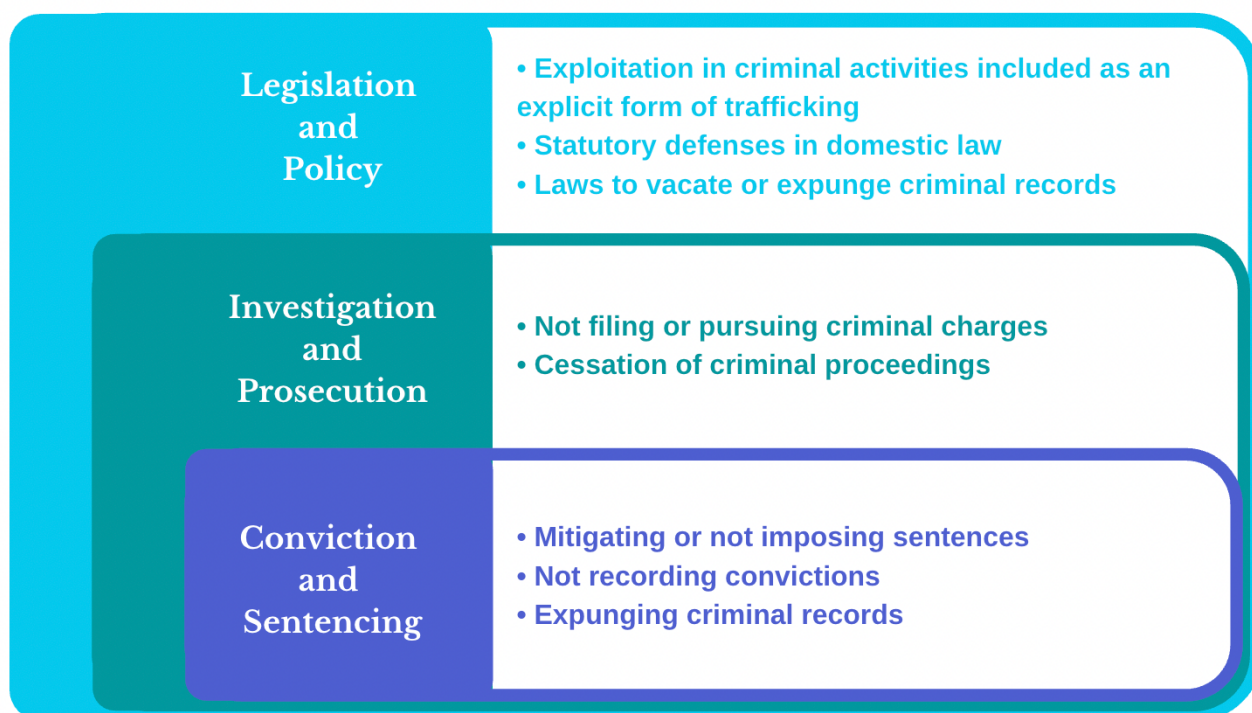 Legislation
and
Policy
• Exploitation in criminal activities included as an
explicit form of trafficking
• Statutory defenses in domestic law
• Laws to vacate or expunge criminal records
Investigation
and
Prosecution
• Not filing or pursuing criminal charges
• Cessation of criminal proceedings
Conviction
and
Sentencing
• Mitigating or not imposing sentences
• Not recording convictions
• Expunging criminal records